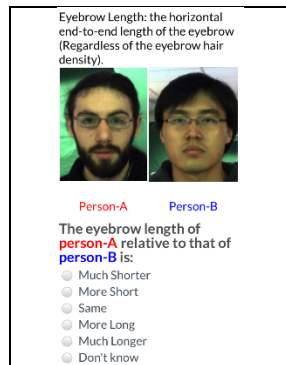 Eyebrow Length: the horizontal
end-to-end length of the eyebrow
(Regardless of the eyebrow hair
density).
Person-A Person-B
The eyebrow length of
person-A relative to that of
person-B is:
Much Shorter
More Short
Same
More Long
Much Longer
Don't know